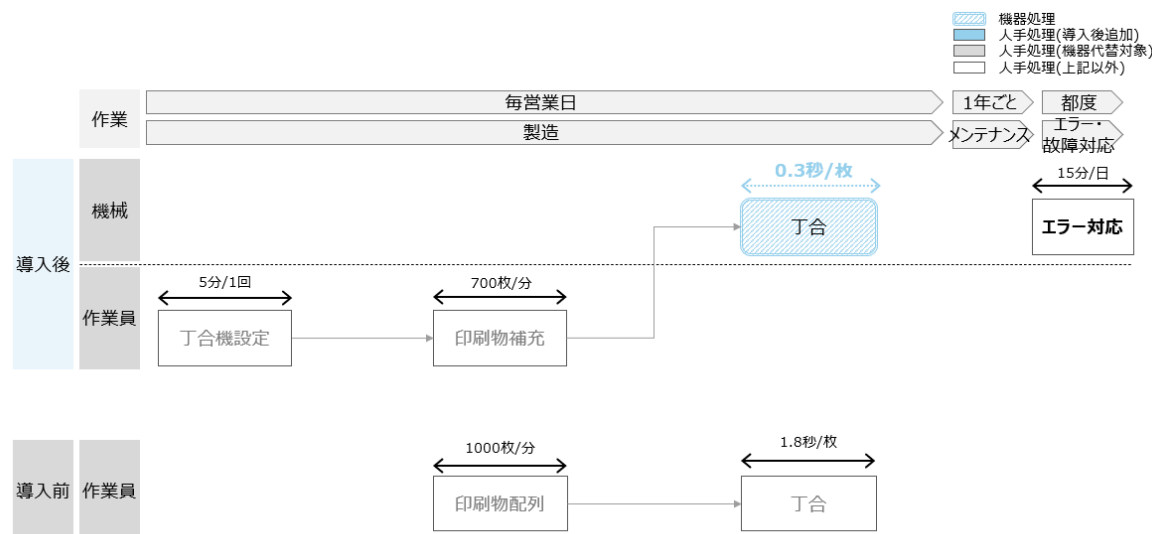 機器処理
人手処理(導入後追加)
人手処理(機器代替対象)
人手処理(上記以外)
作業
毎営業日
1年ごと
都度
製造
メンテナンス
エラー・
故障対応
導入後
機械
0.3秒/枚
丁合
15分/日
エラー対応
作業員
5分/1回
丁合機設定
700枚/分
印刷物補充
導入前
作業員
1000枚/分
印刷物配列
1.8秒/枚
丁合